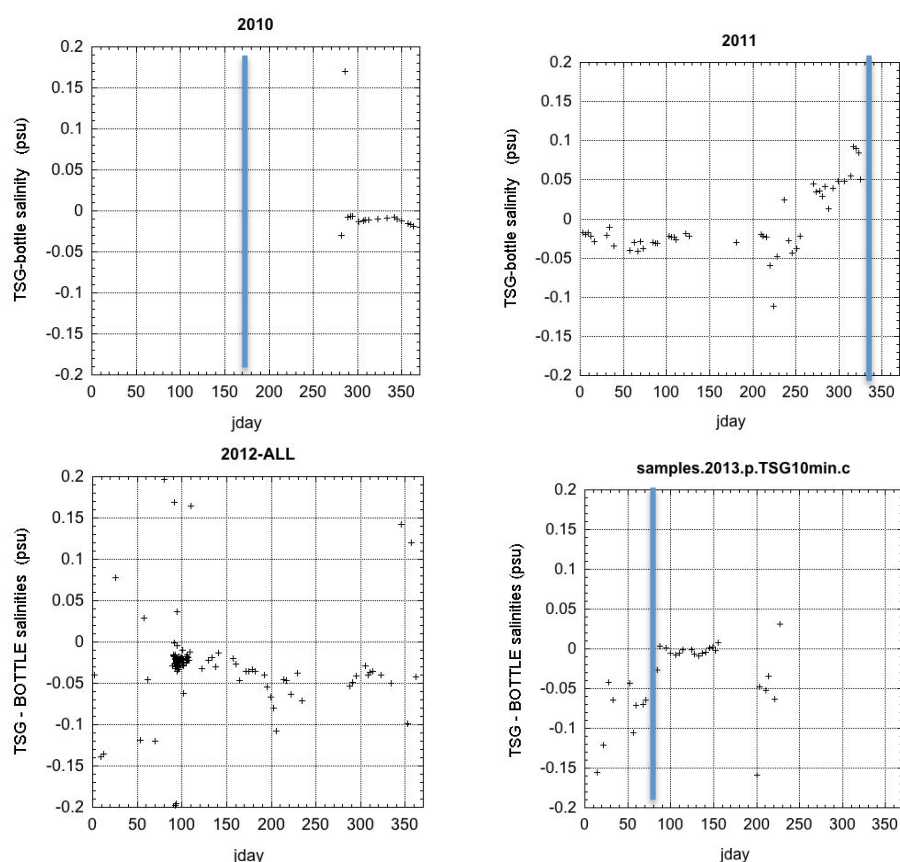 2010
0.2
0.15
0.1
0.05
0
-0.05
-0.1
-0.15
-0.2
TSG-bottle salinity (psu)
0 50 100 150 200 250 300 350
jday
2011
0.2
0.15
0.1
0.05
0
-0.05
-0.1
-0.15
-0.2
TSG-bottle salinity (psu)
0 50 100 150 200 250 300 350
jday
2012-ALL
0.2
0.15
0.1
0.05
0
-0.05
-0.1
-0.15
-0.2
TSG - BOTTLE salinities (psu)
0 50 100 150 200 250 300 350
jday
samples.2013.p.TSG10min.c
0.2
0.15
0.1
0.05
0
-0.05
-0.1
-0.15
-0.2
TSG - BOTTLE salinities (psu)
0 50 100 150 200 250 300 350
jday